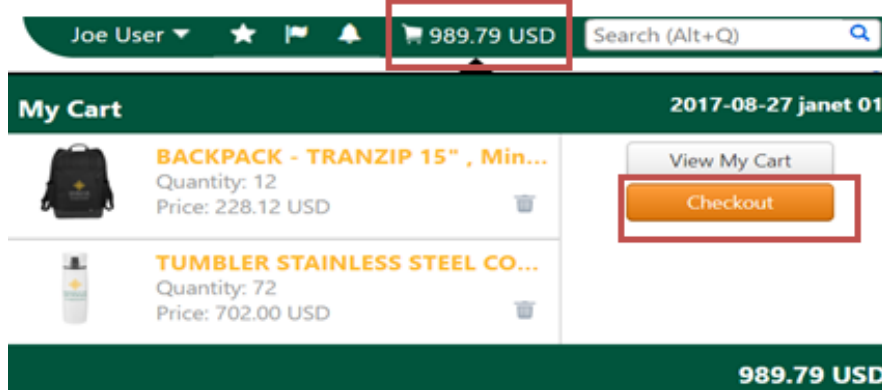 Joe User
989.79 USD
Search (Alt+Q)
My Cart
2017-08-27 janet 01
BACKPACK - TRANZIP 15" , Min...
Quantity: 12
Price: 228.12 USD
View My Cart
Checkout
TUMBLER STAINLESS STEEL CO...
Quantity: 72
Price: 702.00 USD
989.79 USD